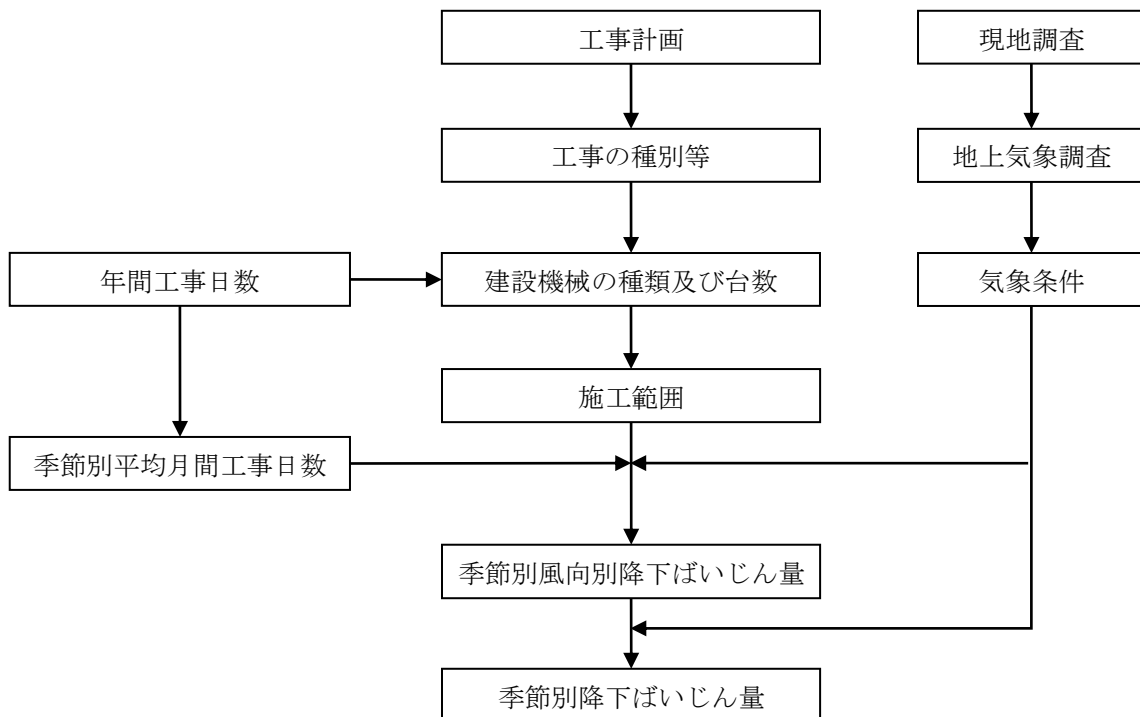 工事計画
現地調査
工事の種別等
地上気象調査
年間工事日数
建設機械の種類及び台数
気象条件
施工範囲
季節別平均月間工事日数
季節別風向別降下ばいじん量
季節別降下ばいじん量